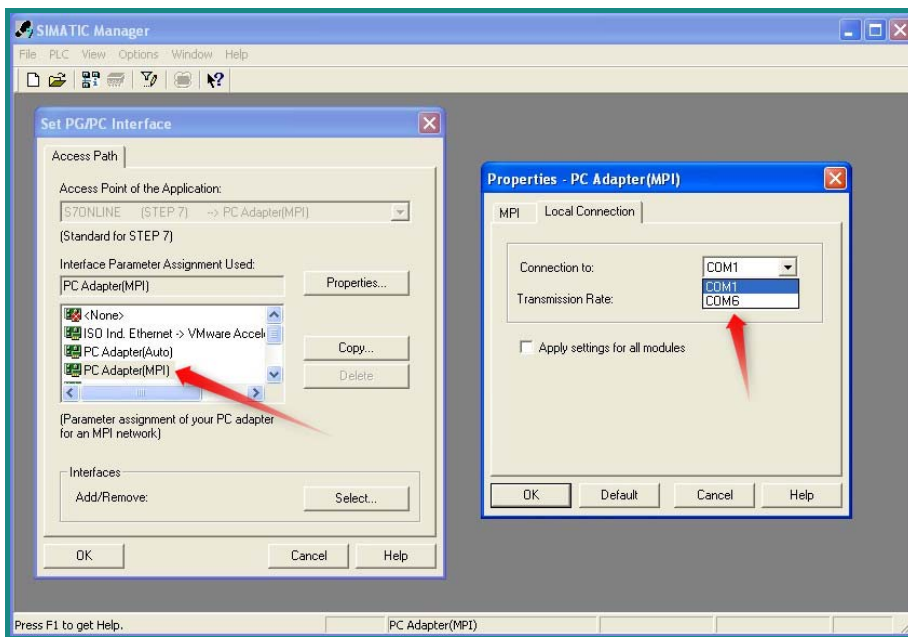 SIMATIC Manager
File PLC View Options Window Help
Set PG/PC Interface
Access Path
Access Point of the Application:
S7ONLINE (STEP 7) --> PC Adapter(MPI)
(Standard for STEP 7)
Interface Parameter Assignment Used:
PC Adapter(MPI)
Properties...
<None>
ISO Ind. Ethernet -> VMware Accel
PC Adapter(Auto)
PC Adapter(MPI)
Copy...
Delete
(Parameter assignment of your PC adapter
for an MPI network)
Interfaces
Add/Remove:
Select...
OK Cancel Help
Properties - PC Adapter(MPI)
MPI Local Connection
Connection to: COM1
COM1
COM6
Transmission Rate:
Apply settings for all modules
OK Default Cancel Help
Press F1 to get Help. PC Adapter(MPI)